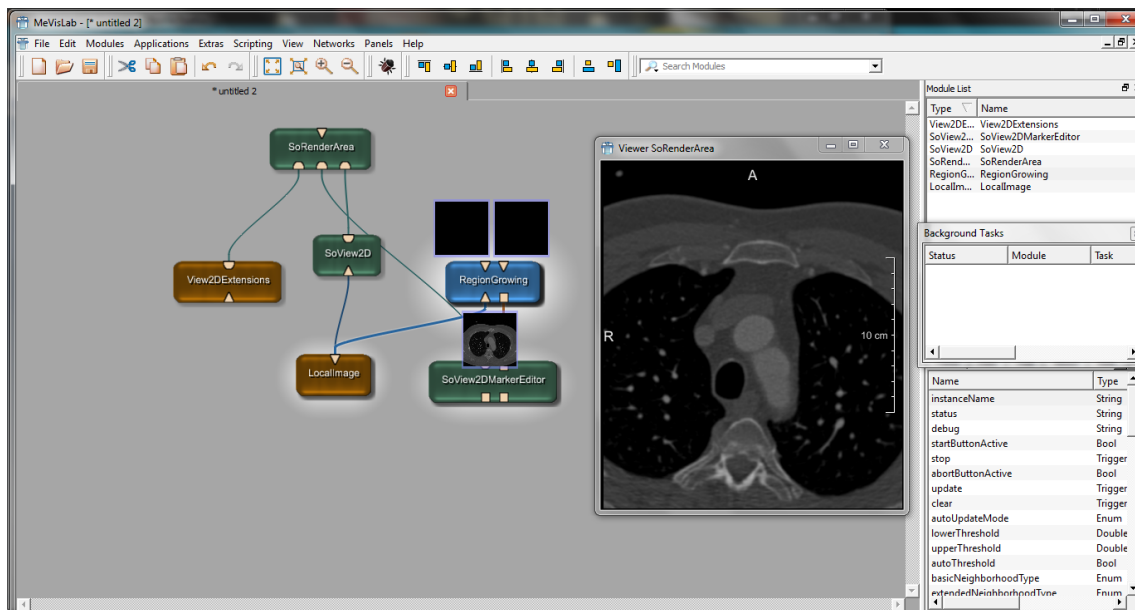 MeVisLab - [* untitled 2]
File Edit Modules Applications Extras Scripting View Networks Panels Help
Search Modules
* untitled 2
SoRenderArea
SoView2D
View2DExtensions
RegionGrowing
LocalImage
SoView2DMarkerEditor
Viewer SoRenderArea
A
R
10 cm
Module List
Type Name
View2DE... View2DExtensions
SoView2... SoView2DMarkerEditor
SoView2D SoView2D
SoRend... SoRenderArea
RegionG... RegionGrowing
LocalIm... LocalImage
Background Tasks
Status Module Task
Name Type
instanceName String
status String
debug String
startButtonActive Bool
stop Trigger
abortButtonActive Bool
update Trigger
clear Trigger
autoUpdateMode Enum
lowerThreshold Double
upperThreshold Double
autoThreshold Bool
basicNeighborhoodType Enum
extendedNeighborhoodType Enum